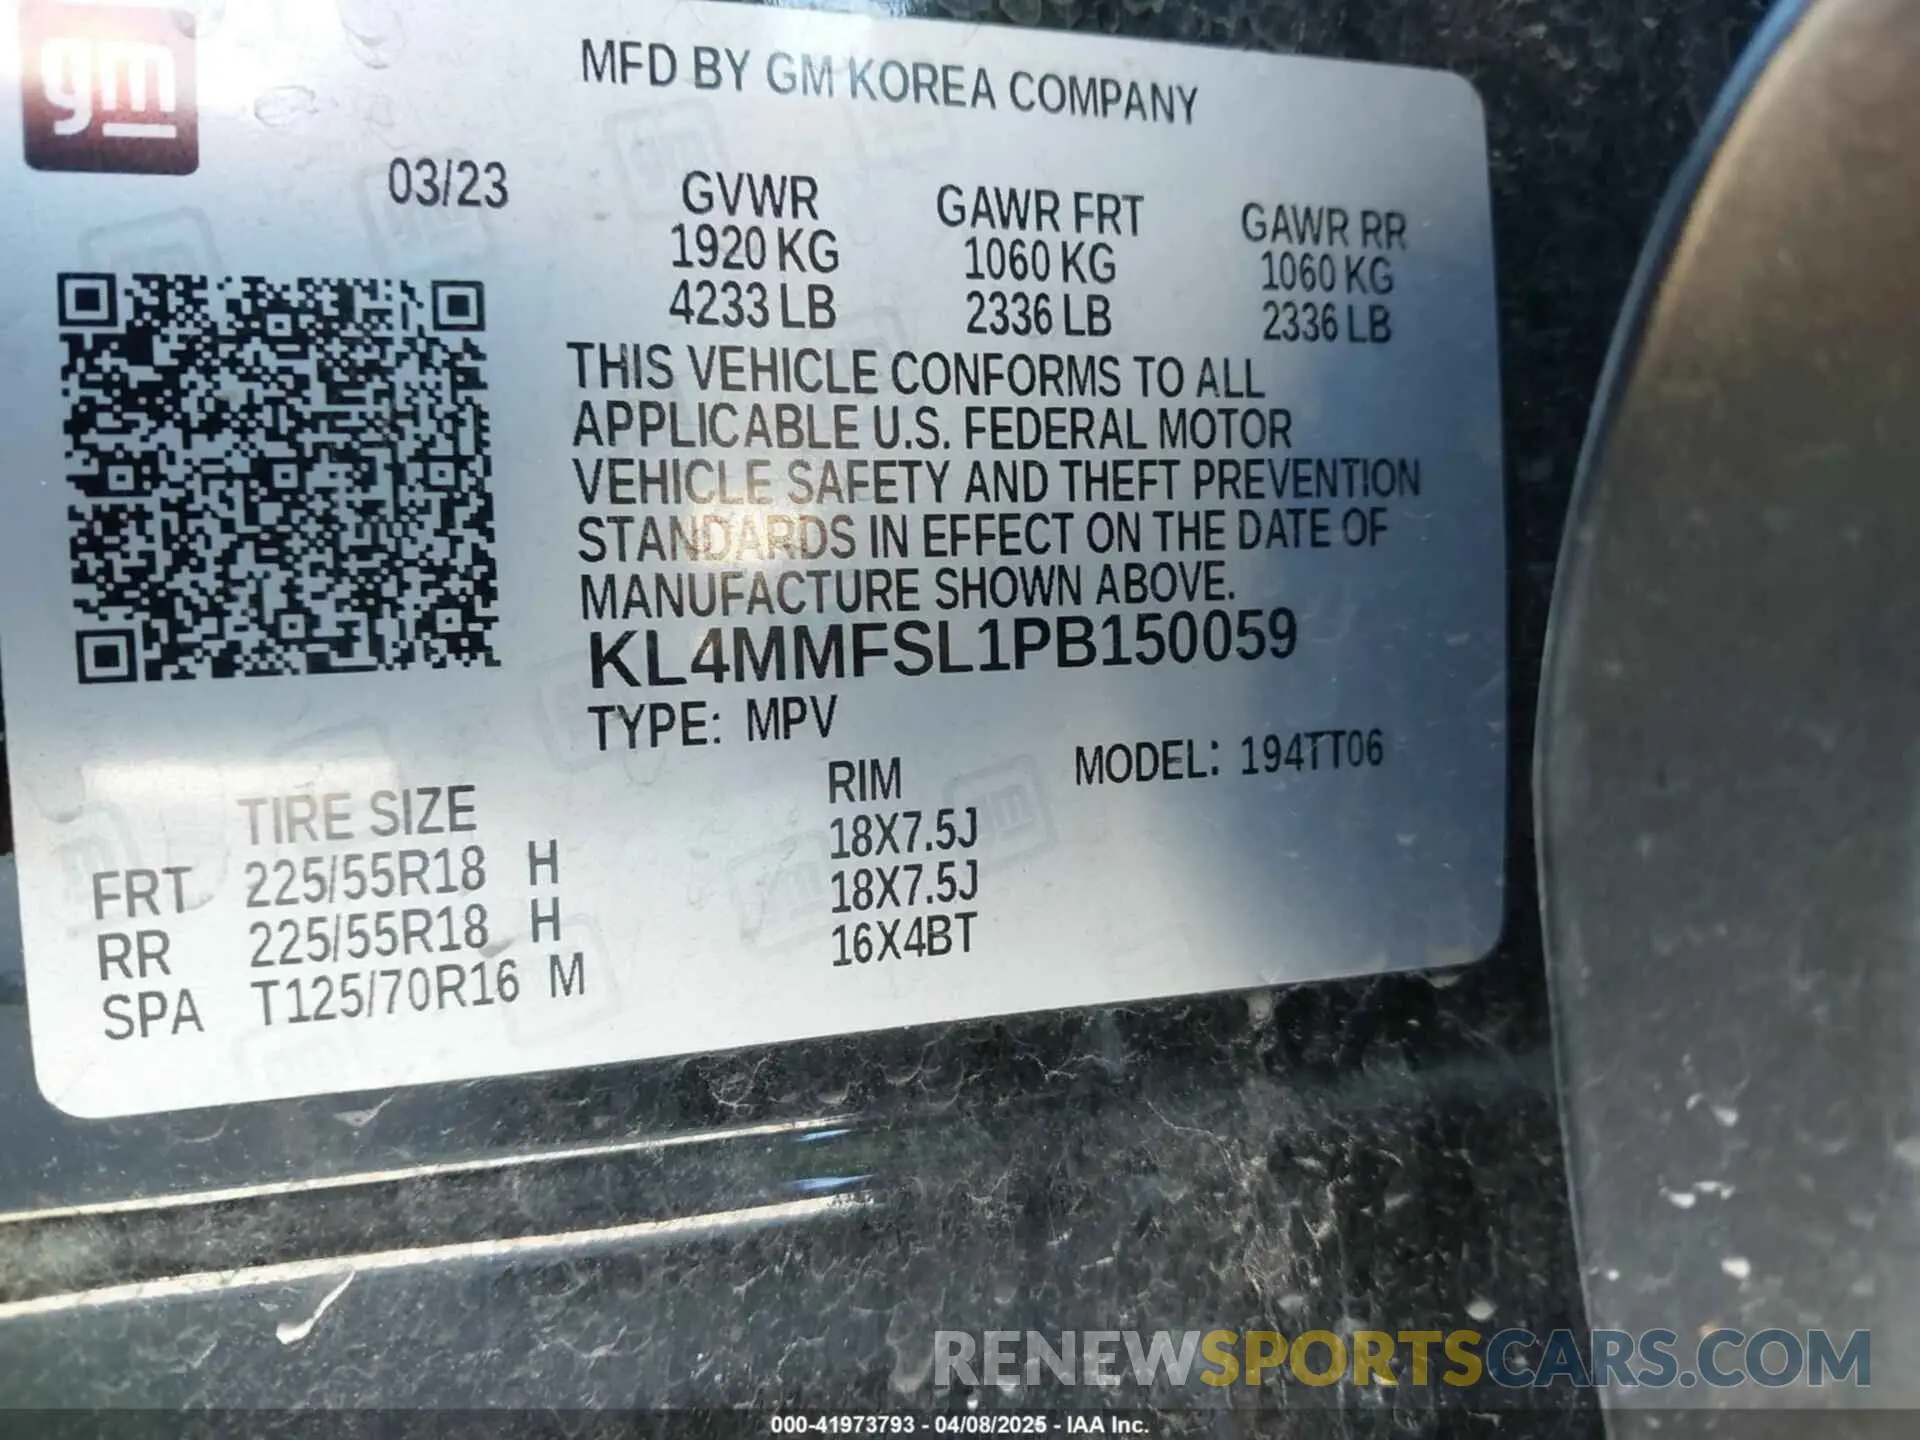 gm
MFD BY GM KOREA COMPANY
03/23
GVWR GAWR FRT GAWR RR
1920 KG 1060 KG 1060 KG
4233 LB 2336 LB 2336 LB
THIS VEHICLE CONFORMS TO ALL
APPLICABLE U.S. FEDERAL MOTOR
VEHICLE SAFETY AND THEFT PREVENTION
STANDARDS IN EFFECT ON THE DATE OF
MANUFACTURE SHOWN ABOVE.
KL4MMFSL1PB150059
TYPE: MPV
MODEL: 194TT06
TIRE SIZE RIM
FRT 225/55R18 H 18X7.5J
RR 225/55R18 H 18X7.5J
SPA T125/70R16 M 16X4BT
RENEWSPORTSCARS.COM
000-41973793 - 04/08/2025 - IAA Inc.